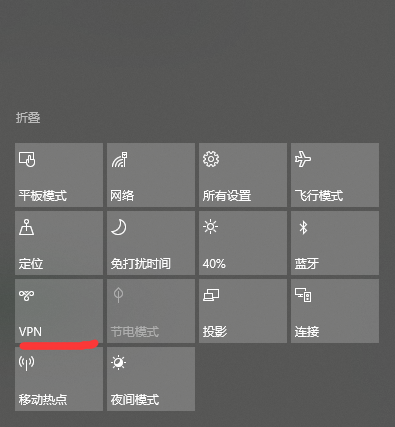 折叠
平板模式
网络
所有设置
飞行模式
定位
免打扰时间
40%
蓝牙
VPN
节电模式
投影
连接
移动热点
夜间模式